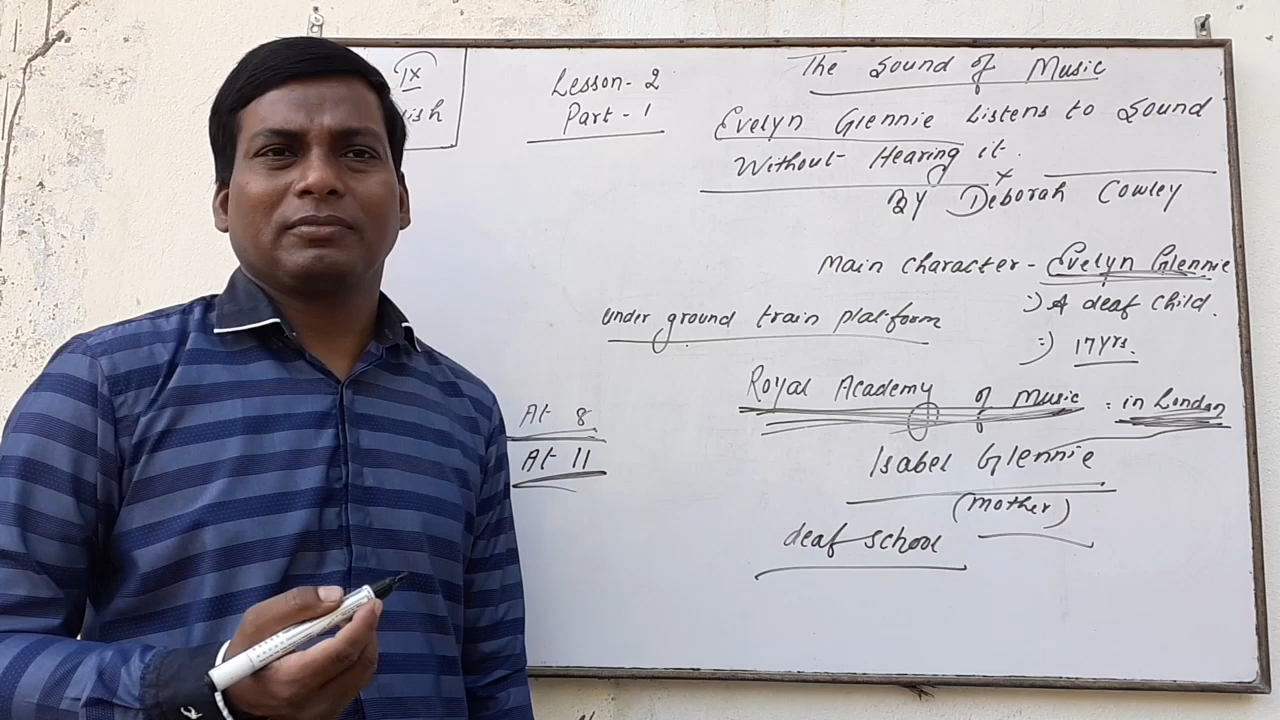 IX
ish
Lesson-2
Part-1
The Sound of Music
Evelyn Glennie Listens to Sound
Without Hearing it.
By Deborah Cowley
Main character - Evelyn Glennie
:) A deaf child.
:) 17yrs.
under ground train platform
Royal Academy of Music : in London
At 8
At 11
Isabel Glennie
(Mother)
deaf school